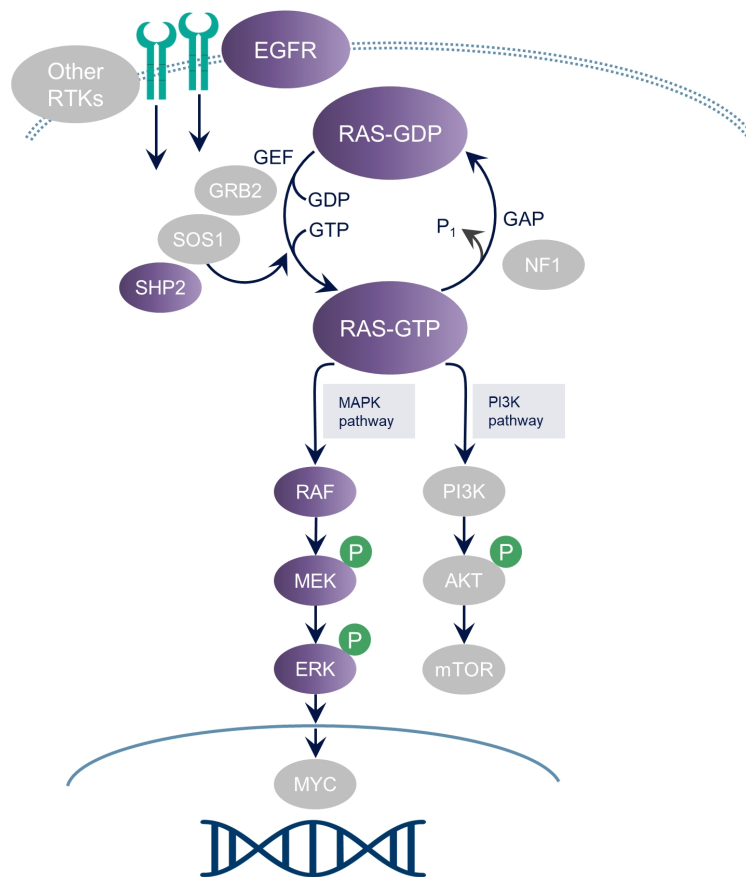 EGFR
Other
RTKs
RAS-GDP
GEF
GRB2
GDP
GTP
GAP
P1
SOS1
NF1
SHP2
RAS-GTP
MAPK
pathway
PI3K
pathway
RAF
PI3K
P
P
MEK
AKT
P
ERK
mTOR
MYC